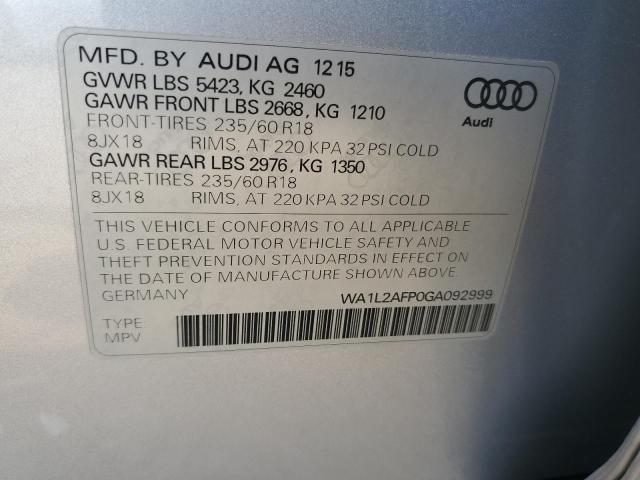 MFD. BY AUDI AG 12 15
GVWR LBS 5423, KG 2460
GAWR FRONT LBS 2668, KG 1210
FRONT-TIRES 235/60 R18
8JX18 RIMS, AT 220 KPA 32 PSI COLD
GAWR REAR LBS 2976, KG 1350
REAR-TIRES 235/60 R18
8JX18 RIMS, AT 220 KPA 32 PSI COLD
Audi
THIS VEHICLE CONFORMS TO ALL APPLICABLE
U.S. FEDERAL MOTOR VEHICLE SAFETY AND
THEFT PREVENTION STANDARDS IN EFFECT ON
THE DATE OF MANUFACTURE SHOWN ABOVE.
GERMANY WA1L2AFP0GA092999
TYPE:
MPV